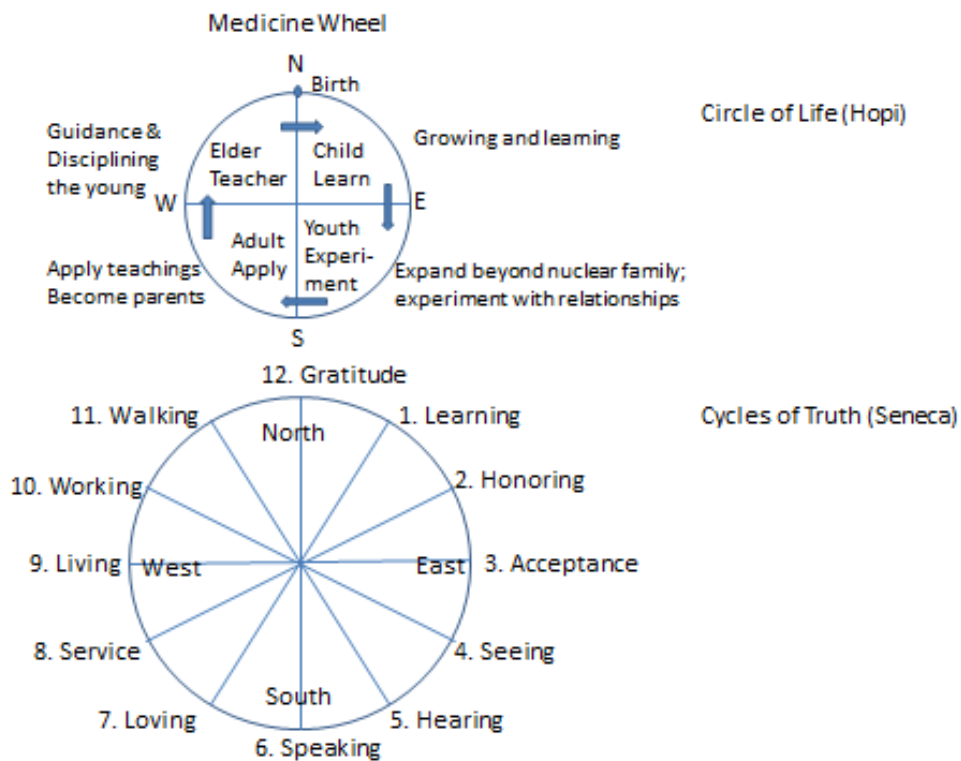 Medicine Wheel
N
Birth
Circle of Life (Hopi)
Guidance &
Disciplining
the young
Elder
Teacher
Child
Learn
Growing and learning
W
E
Adult
Apply
Youth
Experi-
ment
Apply teachings
Become parents
Expand beyond nuclear family;
experiment with relationships
S
12. Gratitude
11. Walking
1. Learning
Cycles of Truth (Seneca)
North
10. Working
2. Honoring
9. Living
West
East
3. Acceptance
8. Service
4. Seeing
South
7. Loving
5. Hearing
6. Speaking